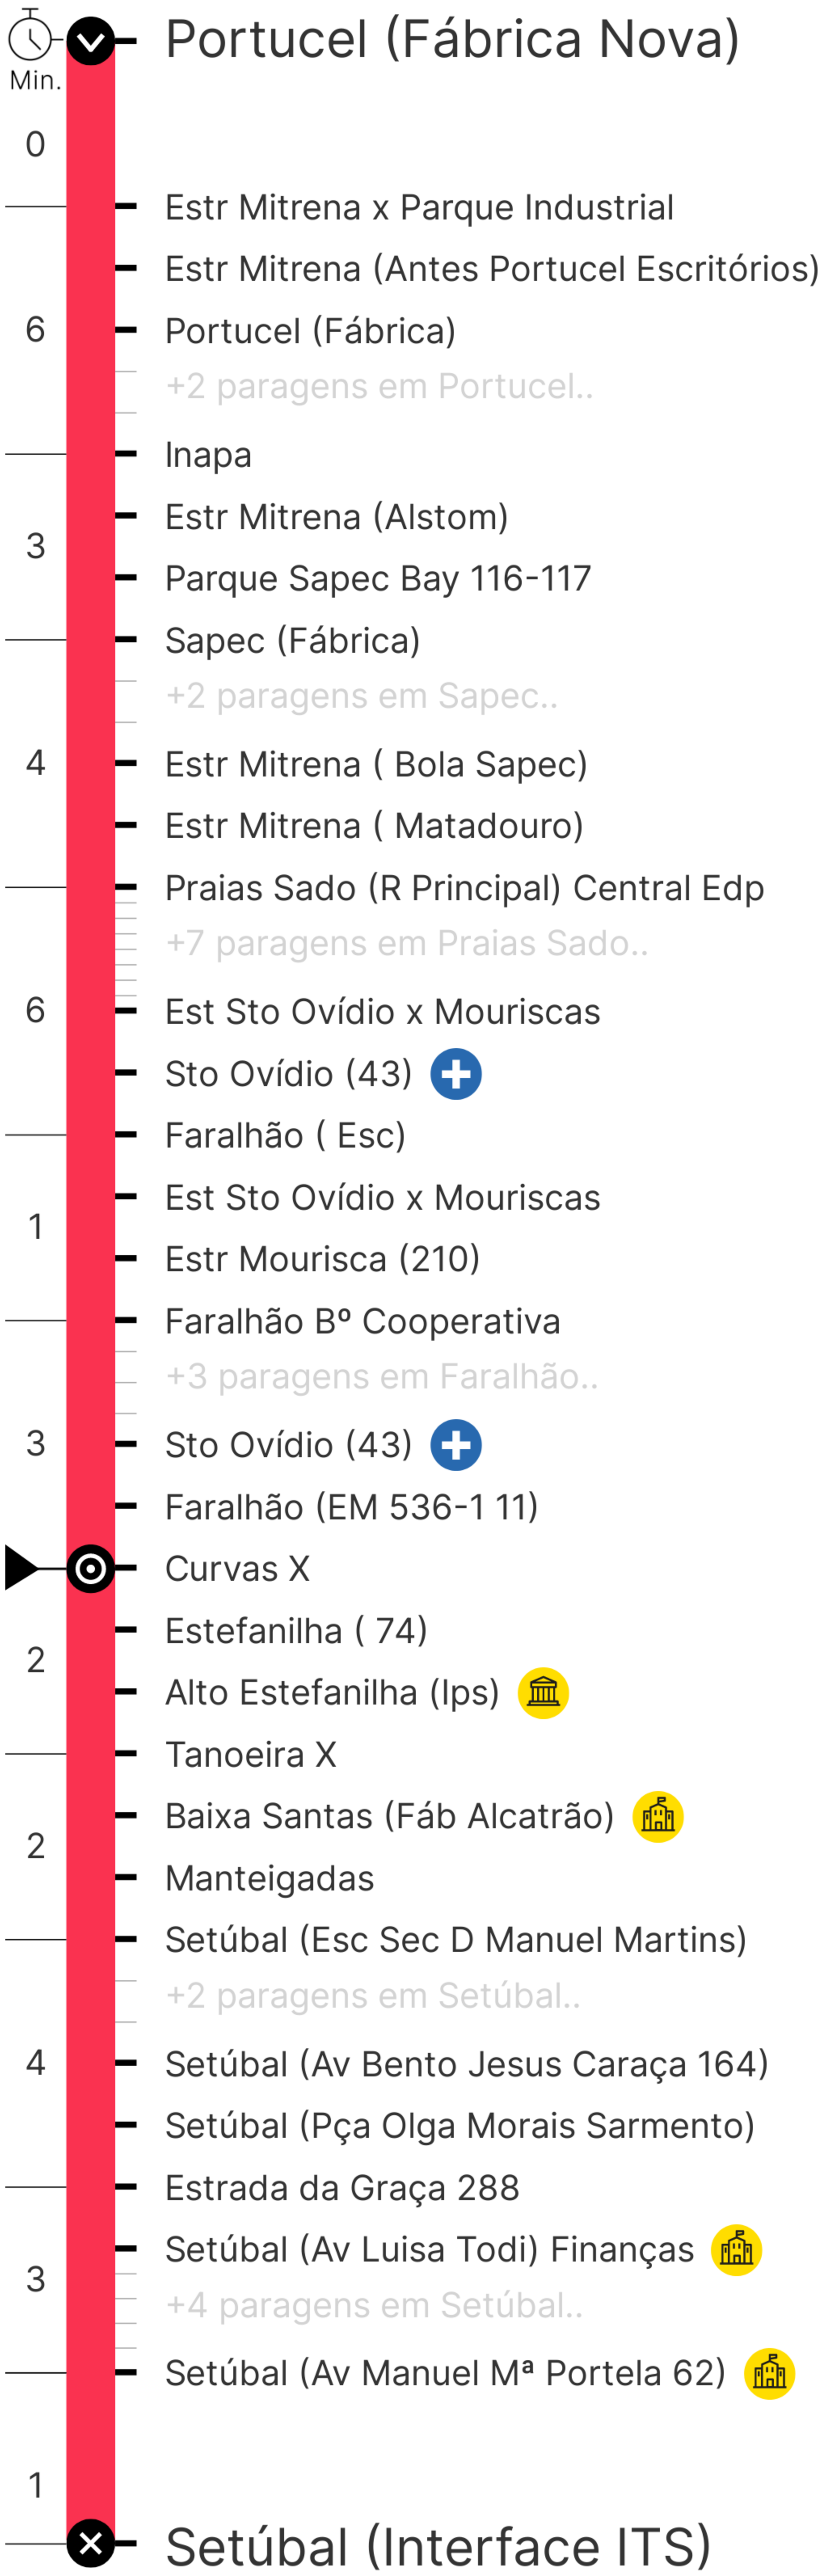 Portucel (Fábrica Nova)
Min.
0
Estr Mitrena x Parque Industrial
Estr Mitrena (Antes Portucel Escritórios)
6
Portucel (Fábrica)
+2 paragens em Portucel..
Inapa
Estr Mitrena (Alstom)
3
Parque Sapec Bay 116-117
Sapec (Fábrica)
+2 paragens em Sapec..
4
Estr Mitrena ( Bola Sapec)
Estr Mitrena ( Matadouro)
Praias Sado (R Principal) Central Edp
+7 paragens em Praias Sado..
6
Est Sto Ovídio x Mouriscas
Sto Ovídio (43)
Faralhão ( Esc)
Est Sto Ovídio x Mouriscas
1
Estr Mourisca (210)
Faralhão Bº Cooperativa
+3 paragens em Faralhão..
3
Sto Ovídio (43)
Faralhão (EM 536-1 11)
Curvas X
Estefanilha ( 74)
2
Alto Estefanilha (Ips)
Tanoeira X
Baixa Santas (Fáb Alcatrão)
2
Manteigadas
Setúbal (Esc Sec D Manuel Martins)
+2 paragens em Setúbal..
4
Setúbal (Av Bento Jesus Caraça 164)
Setúbal (Pça Olga Morais Sarmento)
Estrada da Graça 288
Setúbal (Av Luisa Todi) Finanças
3
+4 paragens em Setúbal..
Setúbal (Av Manuel Mª Portela 62)
1
Setúbal (Interface ITS)